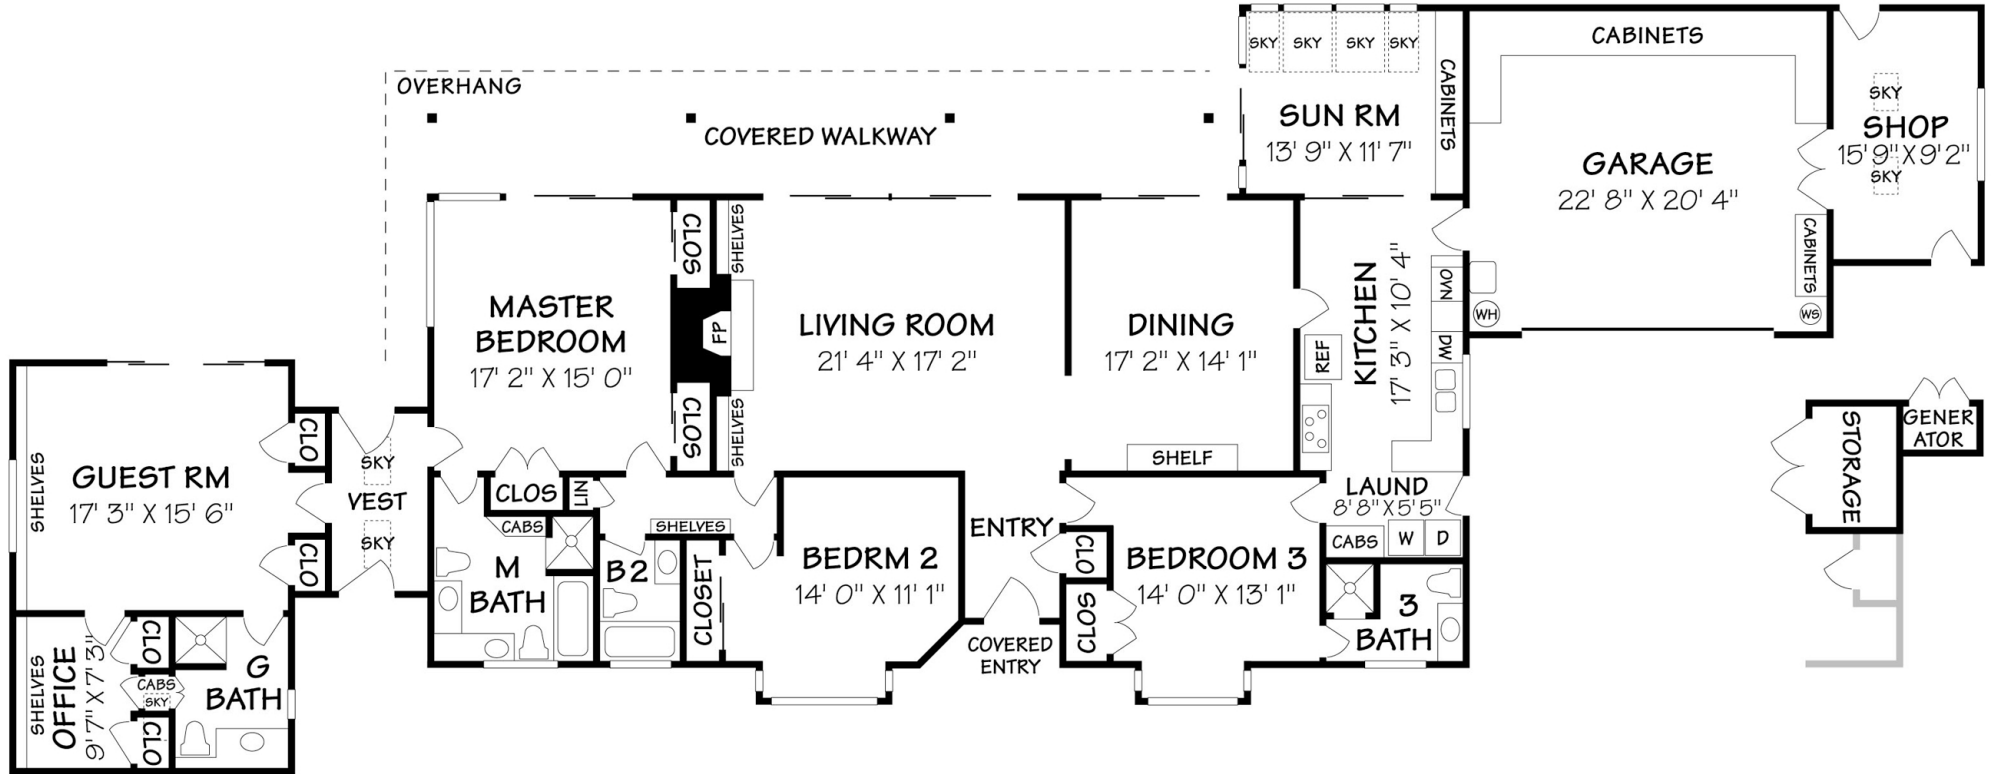 OVERHANG
COVERED WALKWAY
SKY
SKY
SKY
SKY
CABINETS
SUN RM
13' 9" X 11' 7"
CABINETS
GARAGE
22' 8" X 20' 4"
CABINETS
WH
WS
SKY
SHOP
15' 9" X 9' 2"
SKY
MASTER
BEDROOM
17' 2" X 15' 0"
CLOS
CLOS
SHELVES
FP
SHELVES
LIVING ROOM
21' 4" X 17' 2"
DINING
17' 2" X 14' 1"
SHELF
KITCHEN
17' 3" X 10' 4"
REF
OVN
DW
GENER
ATOR
STORAGE
SHELVES
GUEST RM
17' 3" X 15' 6"
CLO
CLO
SKY
VEST
SKY
CLOS
LIN
CABS
M
BATH
SHELVES
B2
CLOSET
BEDRM 2
14' 0" X 11' 1"
ENTRY
COVERED
ENTRY
CLO
CLOS
BEDROOM 3
14' 0" X 13' 1"
LAUND
8'8" X 5'5"
CABS
W
D
3
BATH
SHELVES
OFFICE
9'7" X 7'3"
CLO
CABS
SKY
CLO
G
BATH